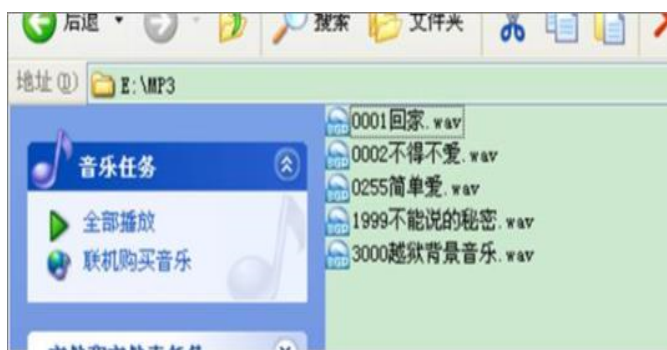 后退 搜索 文件夹
地址(D) E:\MP3
音乐任务
全部播放
联机购买音乐
0001回家.wav
0002不得不爱.wav
0255简单爱.wav
1999不能说的秘密.wav
3000越狱背景音乐.wav